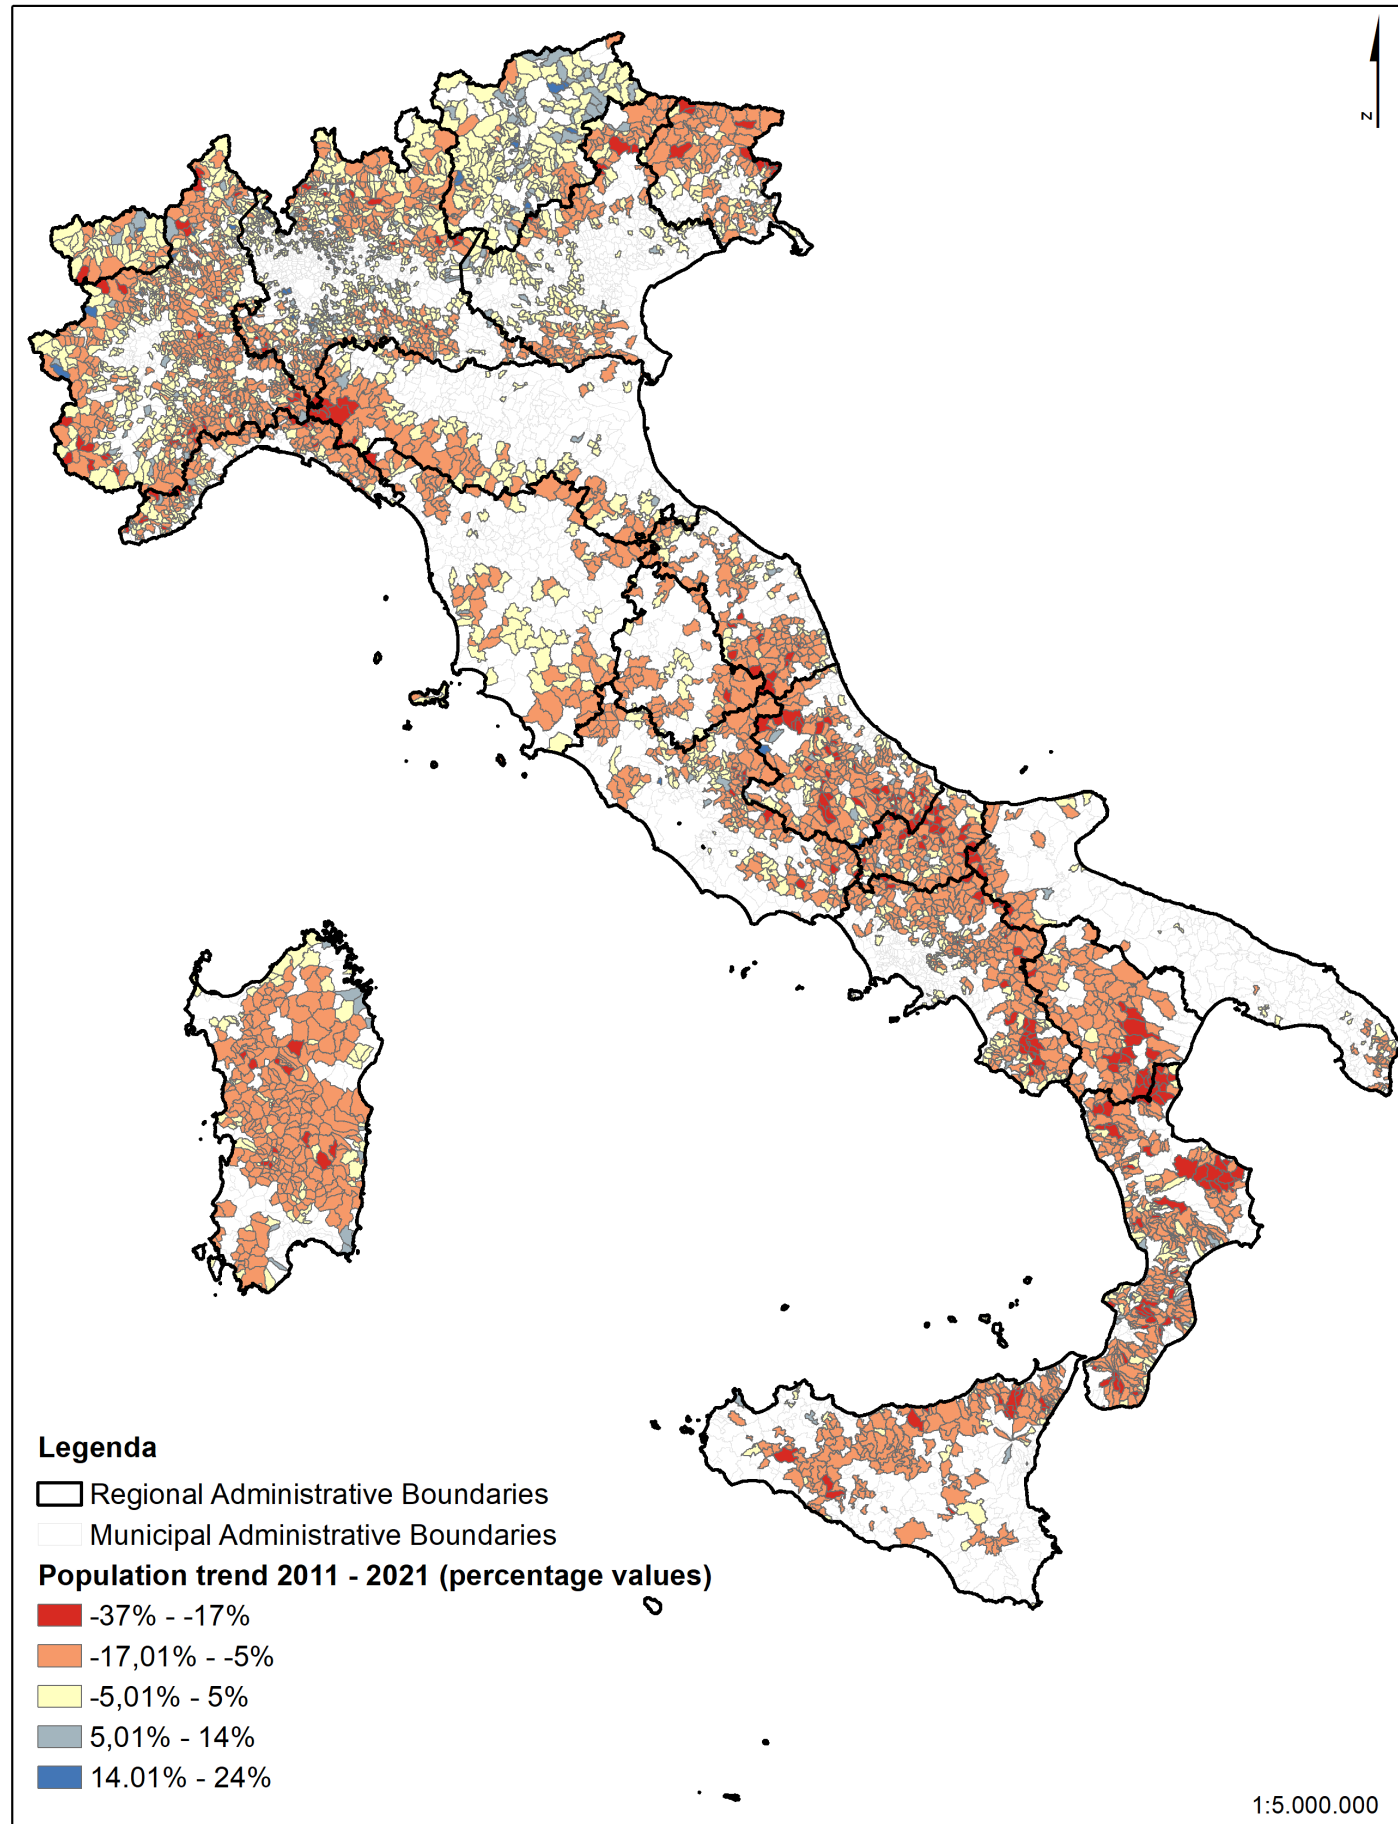 z
Legenda
Regional Administrative Boundaries
Municipal Administrative Boundaries
Population trend 2011 - 2021 (percentage values)
-37% - -17%
-17,01% - -5%
-5,01% - 5%
5,01% - 14%
14.01% - 24%
1:5.000.000